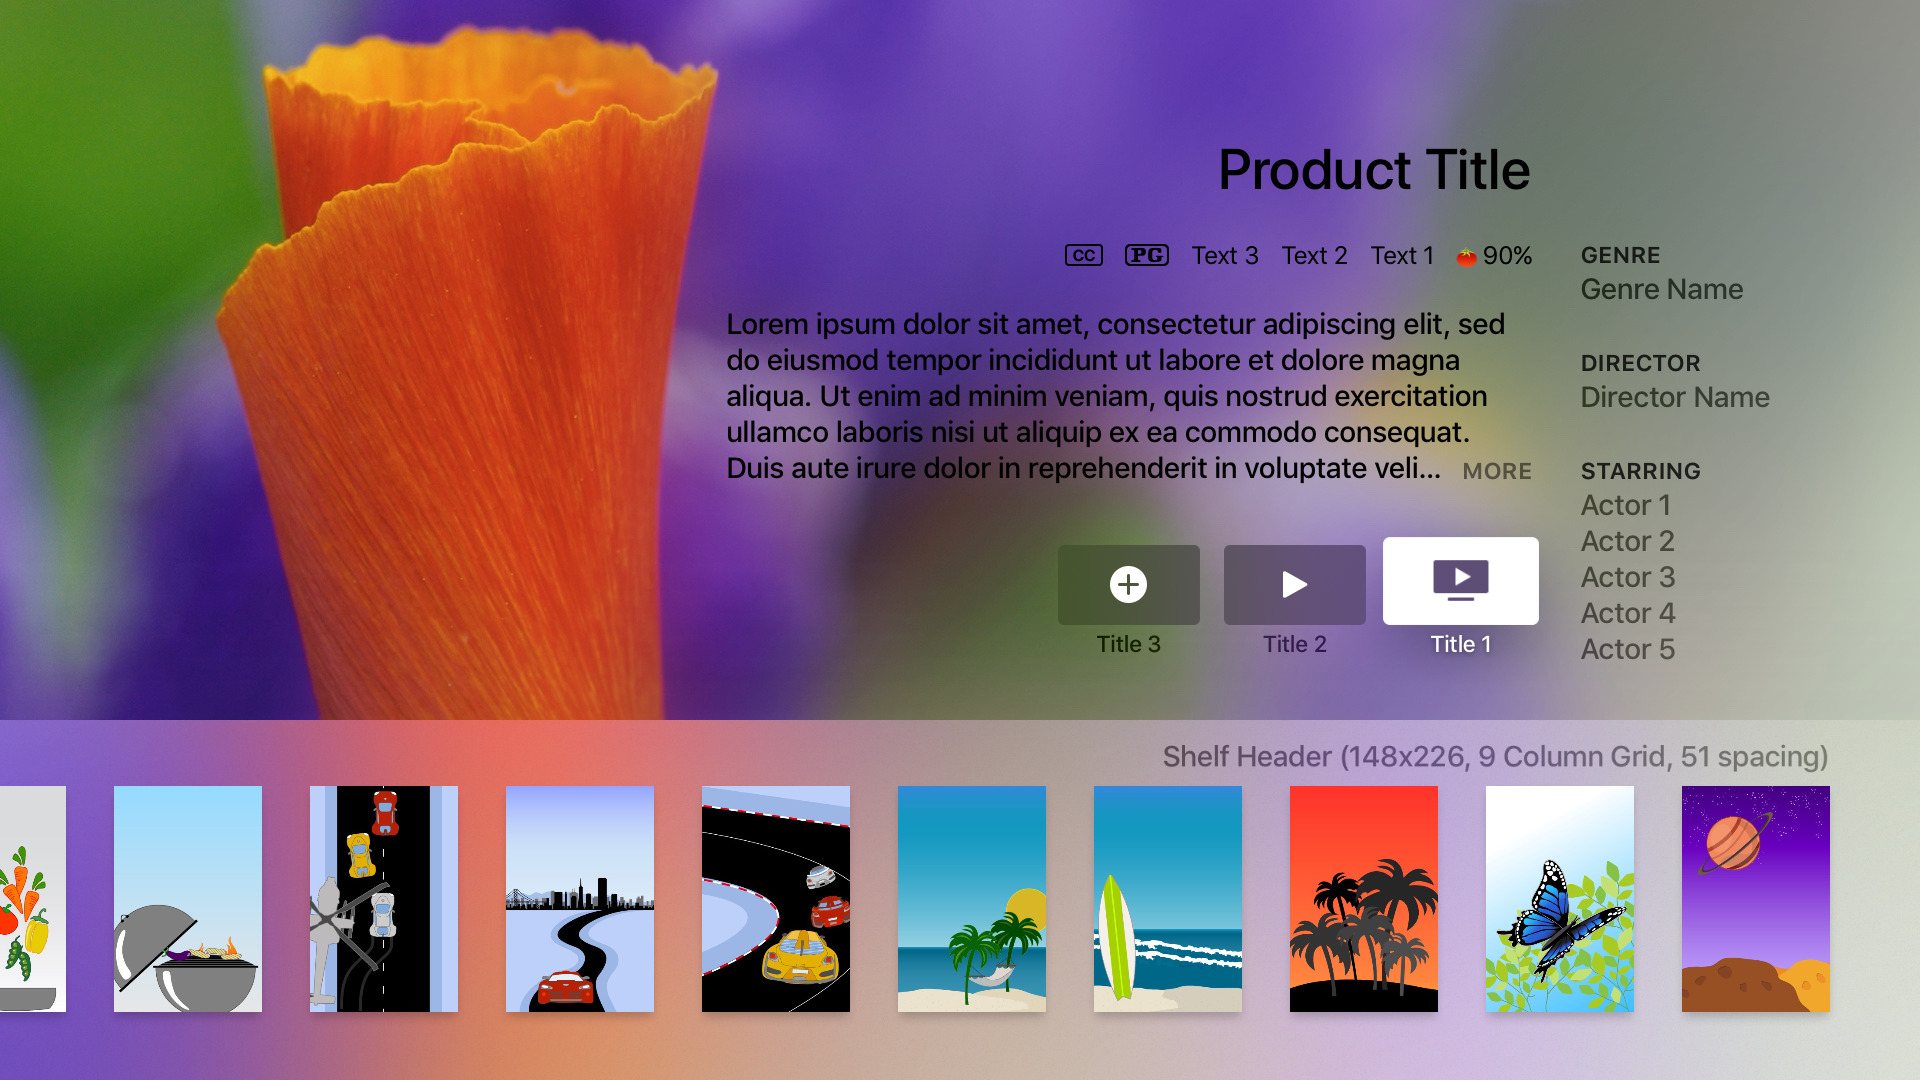 Product Title
CC PG Text 3 Text 2 Text 1 90%
Lorem ipsum dolor sit amet, consectetur adipiscing elit, sed
do eiusmod tempor incididunt ut labore et dolore magna
aliqua. Ut enim ad minim veniam, quis nostrud exercitation
ullamco laboris nisi ut aliquip ex ea commodo consequat.
Duis aute irure dolor in reprehenderit in voluptate veli... MORE
Title 3 Title 2 Title 1
GENRE
Genre Name
DIRECTOR
Director Name
STARRING
Actor 1
Actor 2
Actor 3
Actor 4
Actor 5
Shelf Header (148x226, 9 Column Grid, 51 spacing)